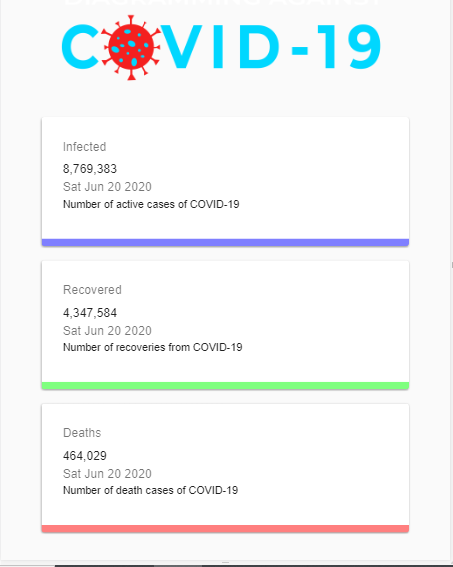 COVID-19
Infected
8,769,383
Sat Jun 20 2020
Number of active cases of COVID-19
Recovered
4,347,584
Sat Jun 20 2020
Number of recoveries from COVID-19
Deaths
464,029
Sat Jun 20 2020
Number of death cases of COVID-19